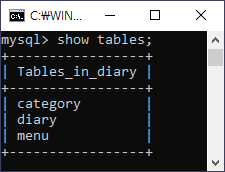 C:₩WIN...
mysql> show tables;
+-----------------+
| Tables_in_diary |
+-----------------+
| category        |
| diary           |
| menu            |
+-----------------+